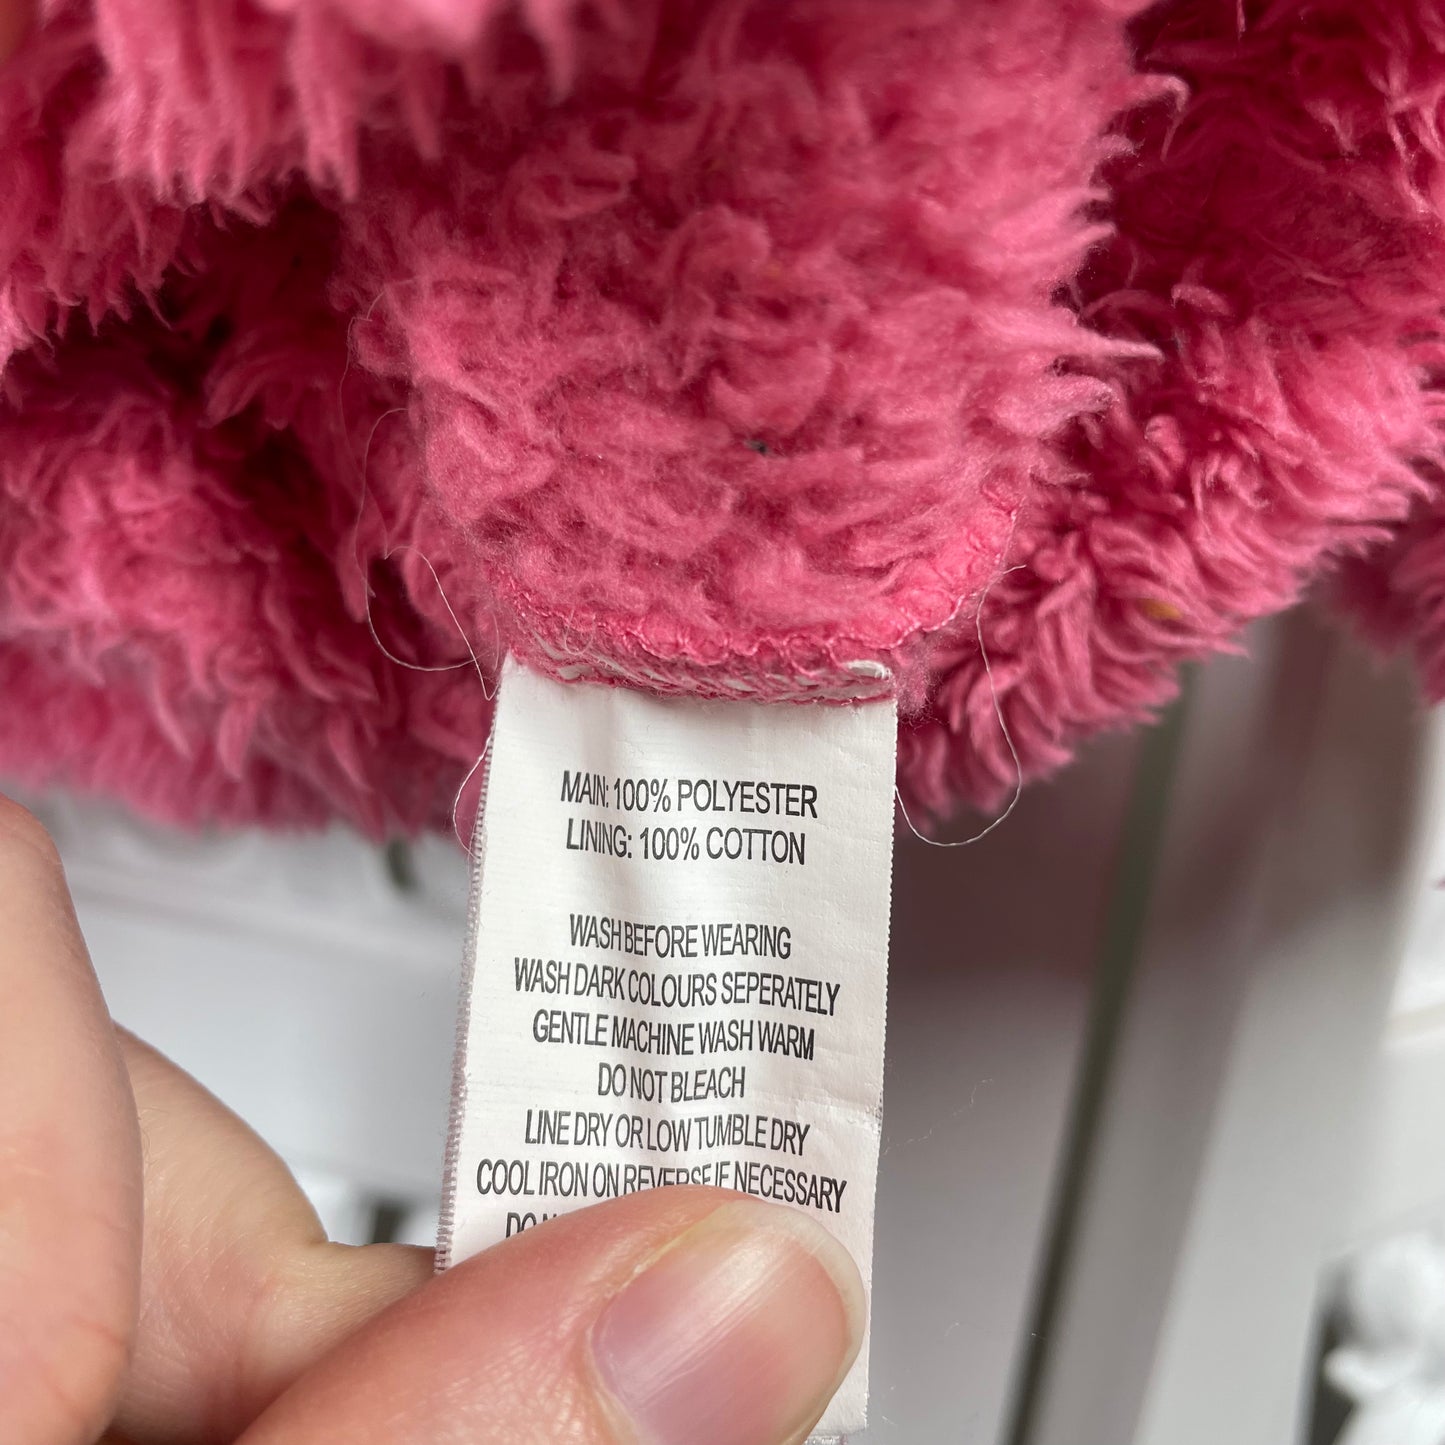 MAIN: 100% POLYESTER
LINING: 100% COTTON
WASH BEFORE WEARING
WASH DARK COLOURS SEPERATELY
GENTLE MACHINE WASH WARM
DO NOT BLEACH
LINE DRY OR LOW TUMBLE DRY
COOL IRON ON REVERSE IF NECESSARY
DO